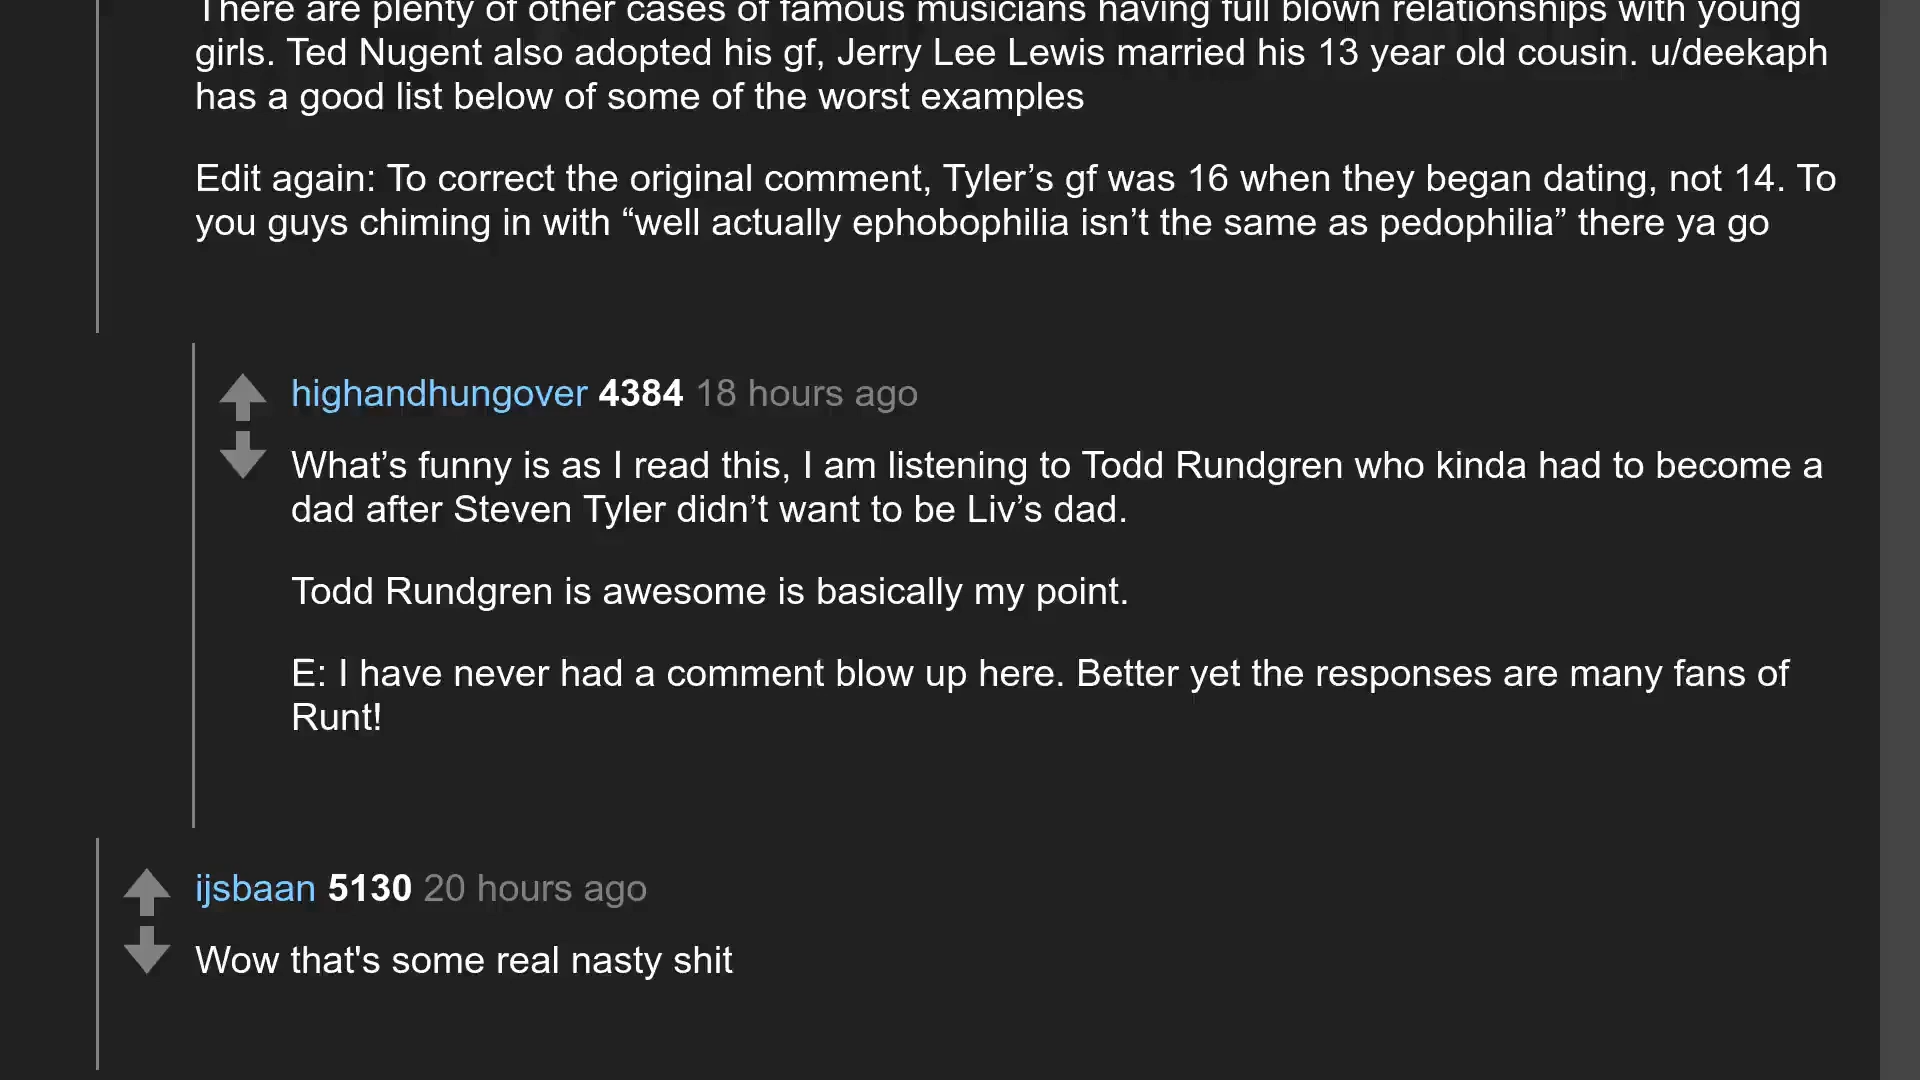 There are plenty of other cases of famous musicians having full blown relationships with young
girls. Ted Nugent also adopted his gf, Jerry Lee Lewis married his 13 year old cousin. u/deekaph
has a good list below of some of the worst examples
Edit again: To correct the original comment, Tyler’s gf was 16 when they began dating, not 14. To
you guys chiming in with “well actually ephobophilia isn’t the same as pedophilia” there ya go
highandhungover 4384 18 hours ago
What’s funny is as I read this, I am listening to Todd Rundgren who kinda had to become a
dad after Steven Tyler didn’t want to be Liv’s dad.
Todd Rundgren is awesome is basically my point.
E: I have never had a comment blow up here. Better yet the responses are many fans of
Runt!
ijsbaan 5130 20 hours ago
Wow that's some real nasty shit